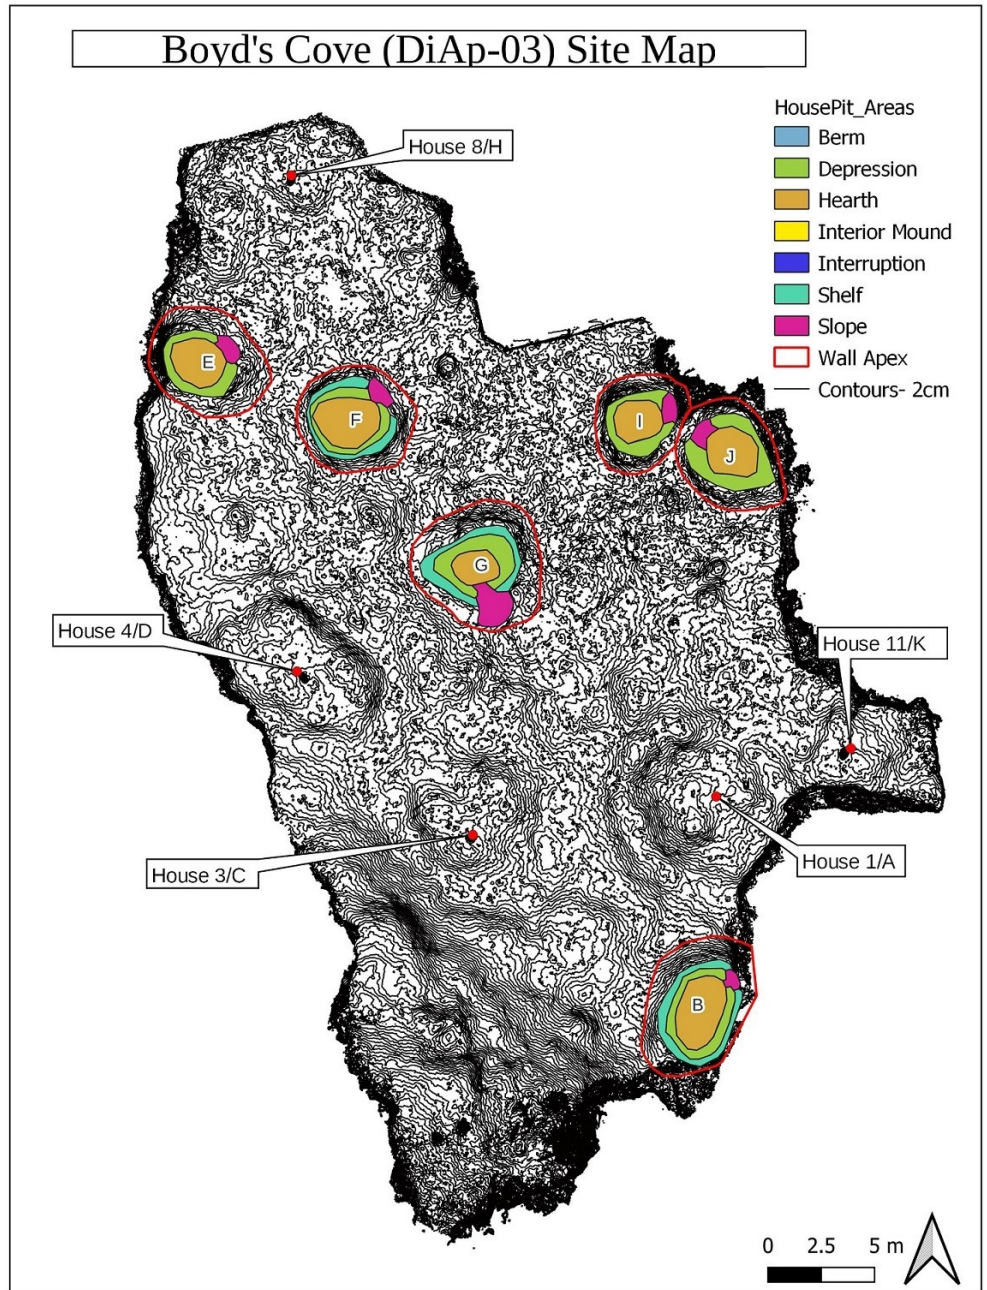 Boyd's Cove (DiAp-03) Site Map
HousePit_Areas
Berm
Depression
Hearth
Interior Mound
Interruption
Shelf
Slope
Wall Apex
Contours- 2cm
House 8/H
E
F
I
J
G
House 4/D
House 11/K
House 3/C
House 1/A
B
0 2.5 5 m